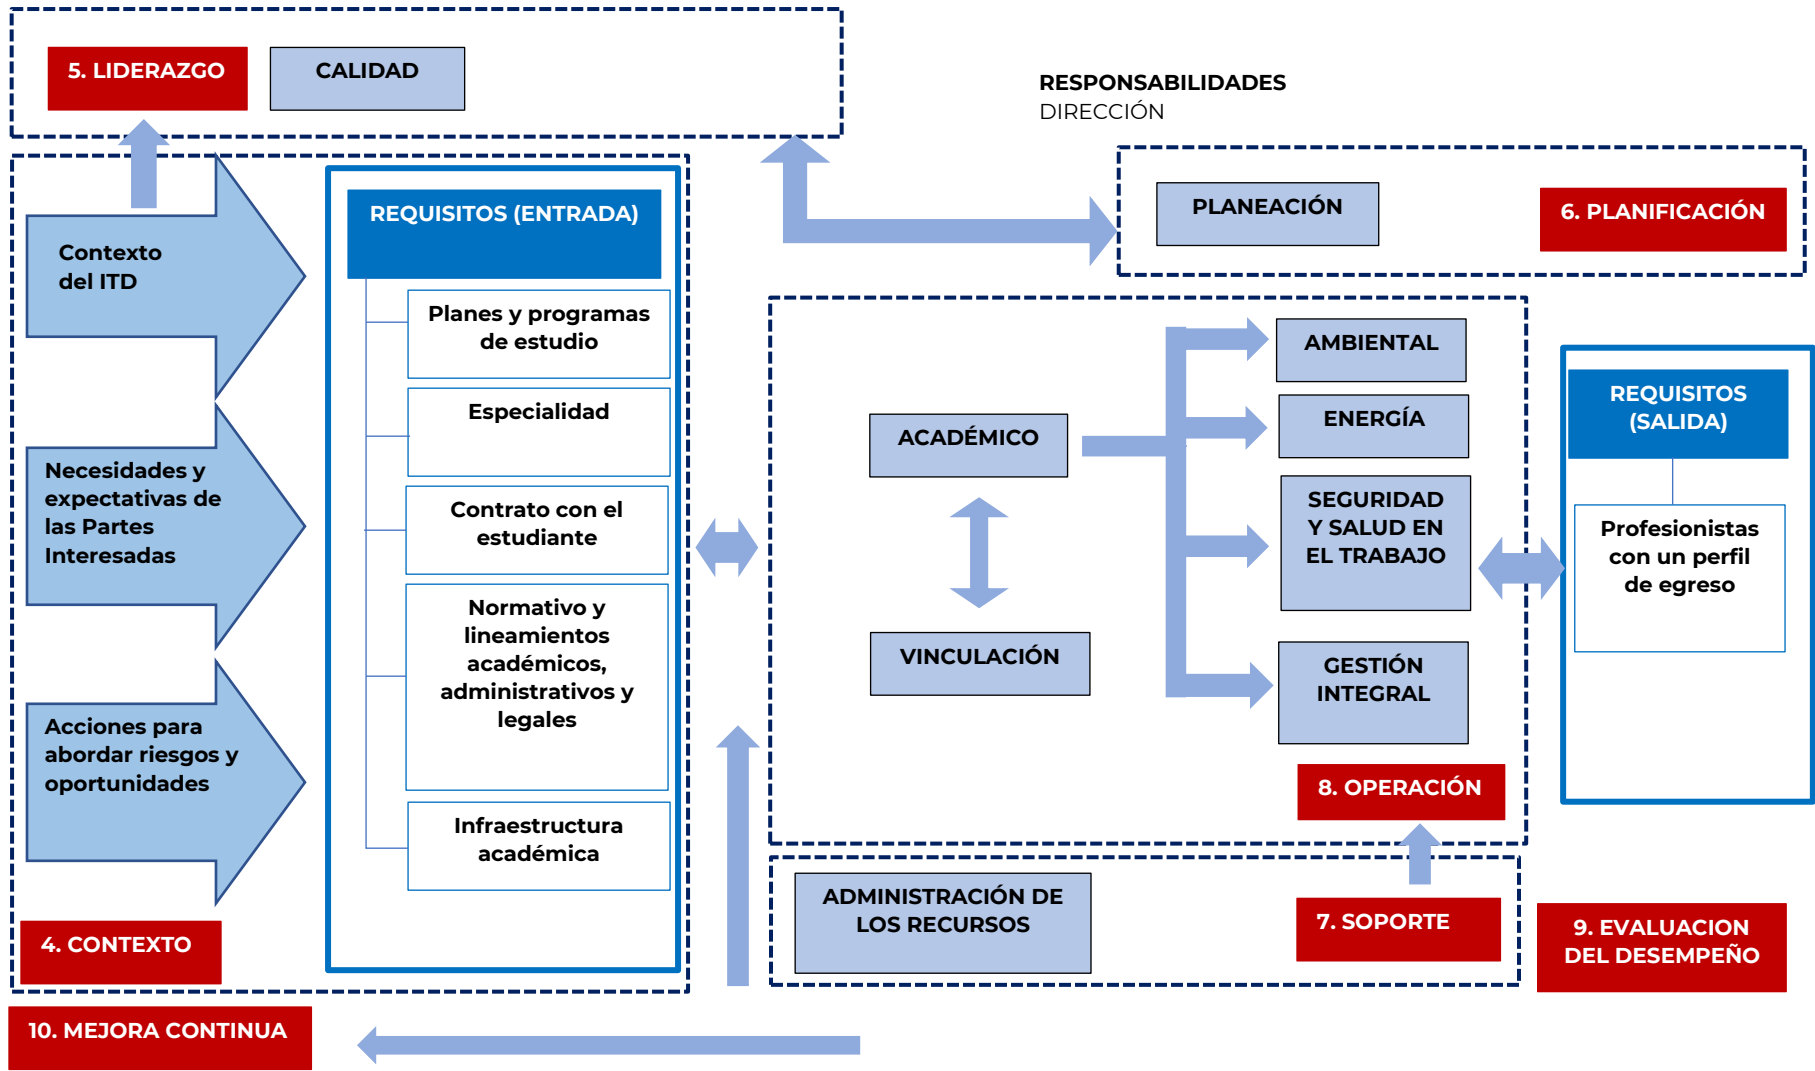 5. LIDERAZGO
CALIDAD
RESPONSABILIDADES
DIRECCIÓN
PLANEACIÓN
6. PLANIFICACIÓN
Contexto
del ITD
Necesidades y
expectativas de
las Partes
Interesadas
Acciones para
abordar riesgos y
oportunidades
4. CONTEXTO
REQUISITOS (ENTRADA)
Planes y programas
de estudio
Especialidad
Contrato con el
estudiante
Normativo y
lineamientos
académicos,
administrativos y
legales
Infraestructura
académica
ACADÉMICO
VINCULACIÓN
AMBIENTAL
ENERGÍA
SEGURIDAD
Y SALUD EN
EL TRABAJO
GESTIÓN
INTEGRAL
8. OPERACIÓN
REQUISITOS
(SALIDA)
Profesionistas
con un perfil
de egreso
ADMINISTRACIÓN DE
LOS RECURSOS
7. SOPORTE
9. EVALUACION
DEL DESEMPEÑO
10. MEJORA CONTINUA